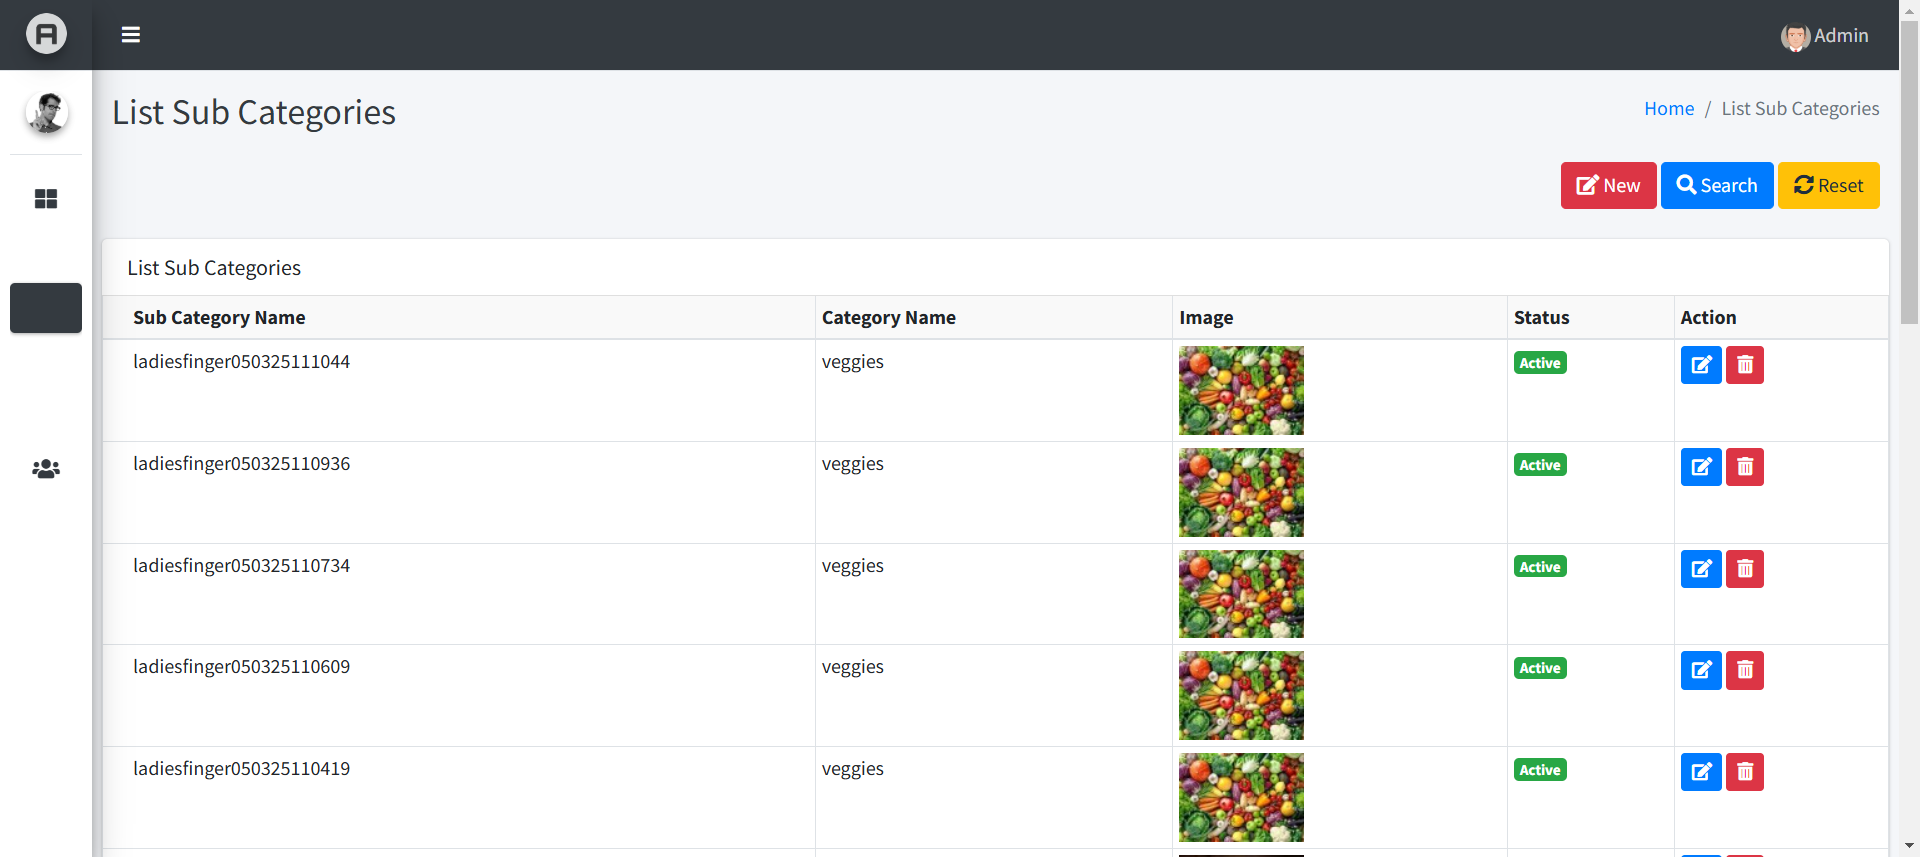 Admin
List Sub Categories
Home / List Sub Categories
New Search Reset
List Sub Categories
Sub Category Name Category Name Image Status Action
ladiesfinger050325111044 veggies Active
ladiesfinger050325110936 veggies Active
ladiesfinger050325110734 veggies Active
ladiesfinger050325110609 veggies Active
ladiesfinger050325110419 veggies Active